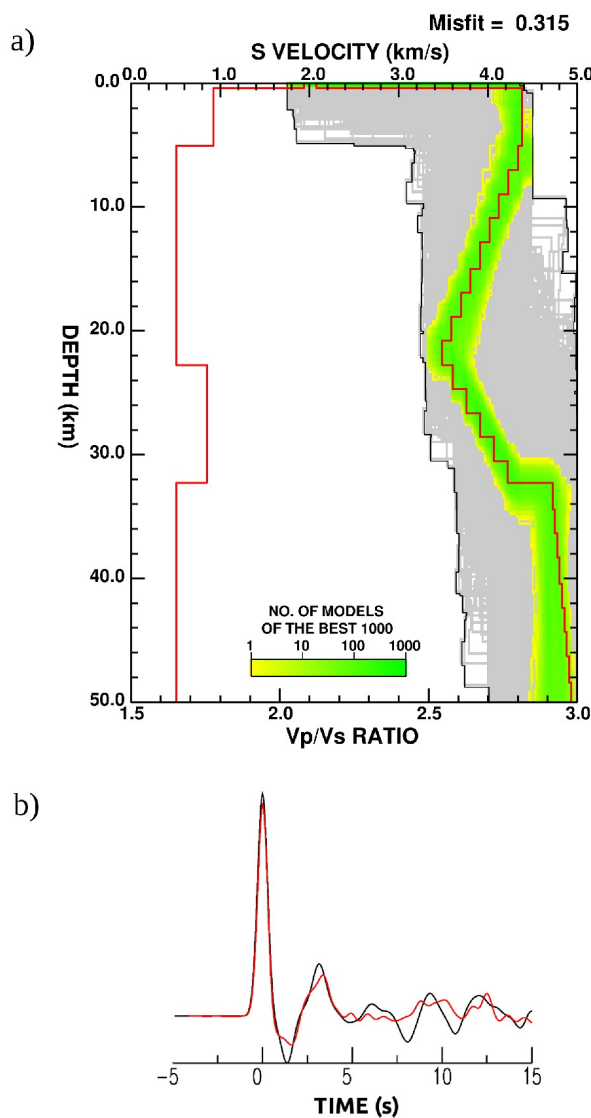 Misfit = 0.315
a)
S VELOCITY (km/s)
0.0 1.0 2.0 3.0 4.0 5.0
0.0
10.0
20.0
30.0
40.0
50.0
DEPTH (km)
NO. OF MODELS
OF THE BEST 1000
1 10 100 1000
1.5 2.0 2.5 3.0
Vp/Vs RATIO
b)
-5 0 5 10 15
TIME (s)